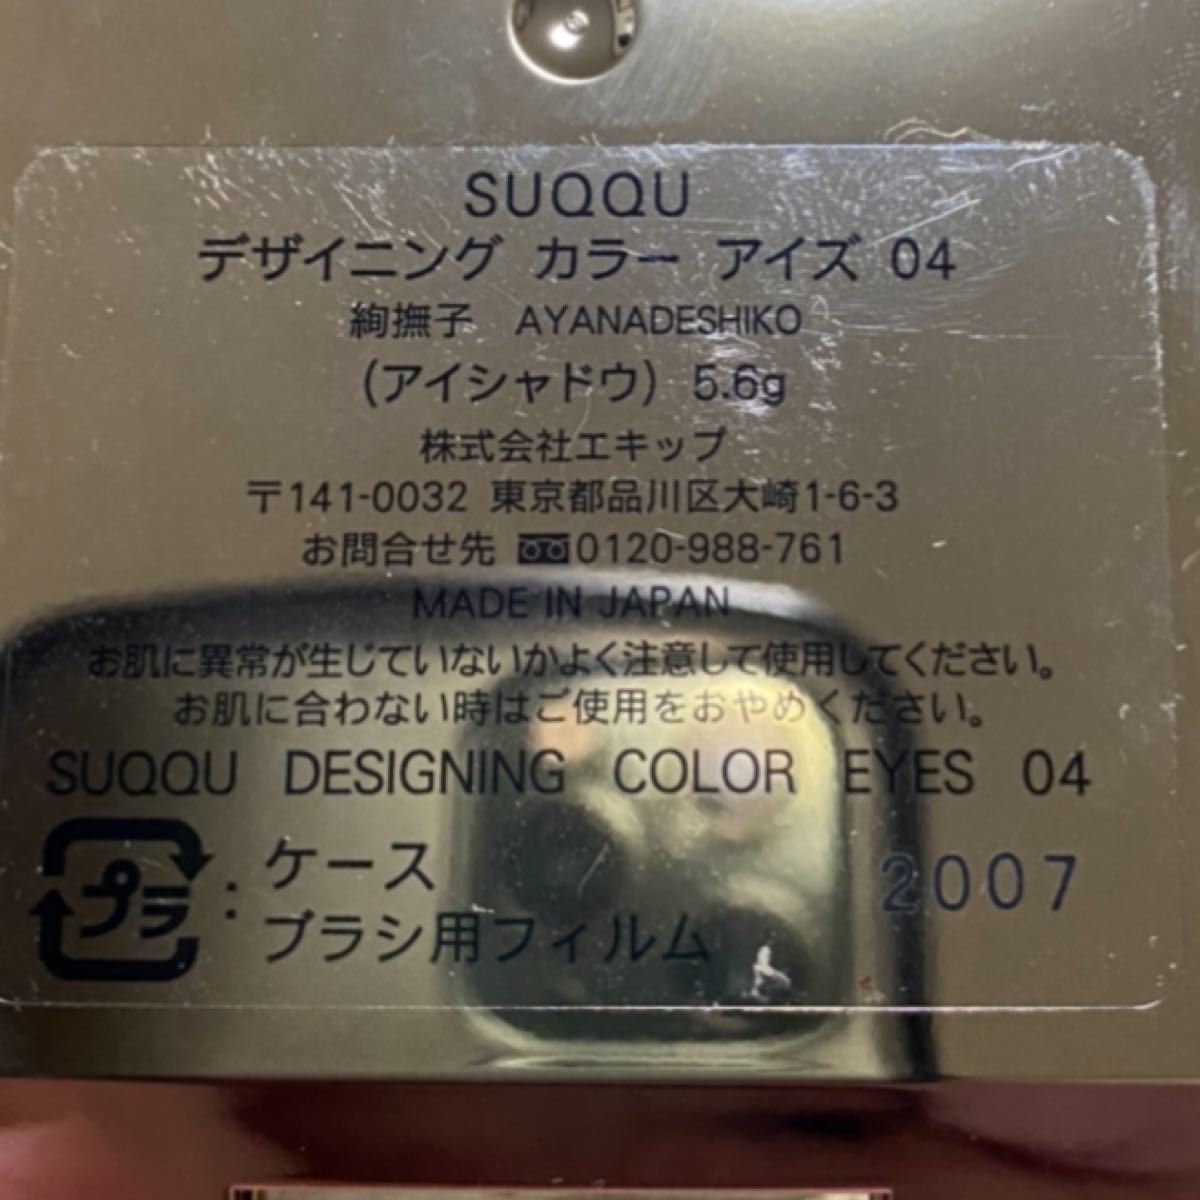 SUQQU
デザイニング カラー アイズ 04
絢撫子 AYANADESHIKO
(アイシャドウ) 5.6g
株式会社エキップ
〒141-0032 東京都品川区大崎1-6-3
お問合せ先 0120-988-761
MADE IN JAPAN
お肌に異常が生じていないかよく注意して使用してください。
お肌に合わない時はご使用をおやめください。
SUQQU DESIGNING COLOR EYES 04
プラ : ケース
ブラシ用フィルム
2007